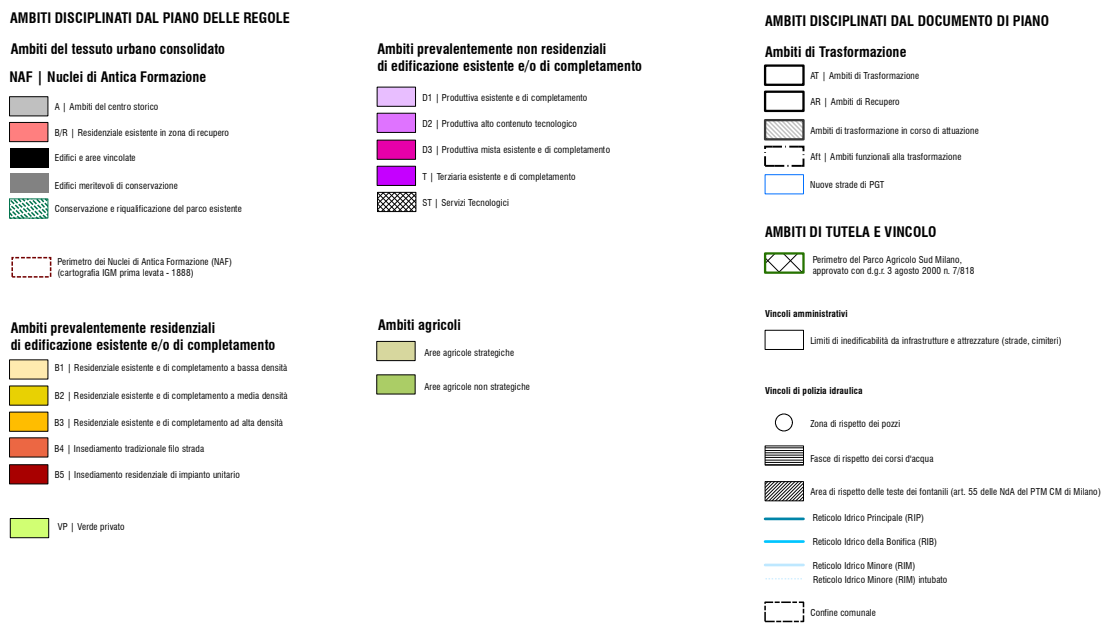 AMBITI DISCIPLINATI DAL PIANO DELLE REGOLE
Ambiti del tessuto urbano consolidato
NAF | Nuclei di Antica Formazione
A | Ambiti del centro storico
B/R | Residenziale esistente in zona di recupero
Edifici e aree vincolate
Edifici meritevoli di conservazione
Conservazione e riqualificazione del parco esistente
Perimetro dei Nuclei di Antica Formazione (NAF)
(cartografia IGM prima levata - 1888)
Ambiti prevalentemente residenziali
di edificazione esistente e/o di completamento
B1 | Residenziale esistente e di completamento a bassa densità
B2 | Residenziale esistente e di completamento a media densità
B3 | Residenziale esistente e di completamento ad alta densità
B4 | Insediamento tradizionale filo strada
B5 | Insediamento residenziale di impianto unitario
VP | Verde privato
Ambiti prevalentemente non residenziali
di edificazione esistente e/o di completamento
D1 | Produttiva esistente e di completamento
D2 | Produttiva alto contenuto tecnologico
D3 | Produttiva mista esistente e di completamento
T | Terziaria esistente e di completamento
ST | Servizi Tecnologici
Ambiti agricoli
Aree agricole strategiche
Aree agricole non strategiche
AMBITI DISCIPLINATI DAL DOCUMENTO DI PIANO
Ambiti di Trasformazione
AT | Ambiti di Trasformazione
AR | Ambiti di Recupero
Ambiti di trasformazione in corso di attuazione
Aft | Ambiti funzionali alla trasformazione
Nuove strade di PGT
AMBITI DI TUTELA E VINCOLO
Perimetro del Parco Agricolo Sud Milano,
approvato con d.g.r. 3 agosto 2000 n. 7/818
Vincoli amministrativi
Limiti di inedificabilità da infrastrutture e attrezzature (strade, cimiteri)
Vincoli di polizia idraulica
Zona di rispetto dei pozzi
Fasce di rispetto dei corsi d'acqua
Area di rispetto delle teste dei fontanili (art. 55 delle NdA del PTM CM di Milano)
Reticolo Idrico Principale (RIP)
Reticolo Idrico della Bonifica (RIB)
Reticolo Idrico Minore (RIM)
Reticolo Idrico Minore (RIM) intubato
Confine comunale